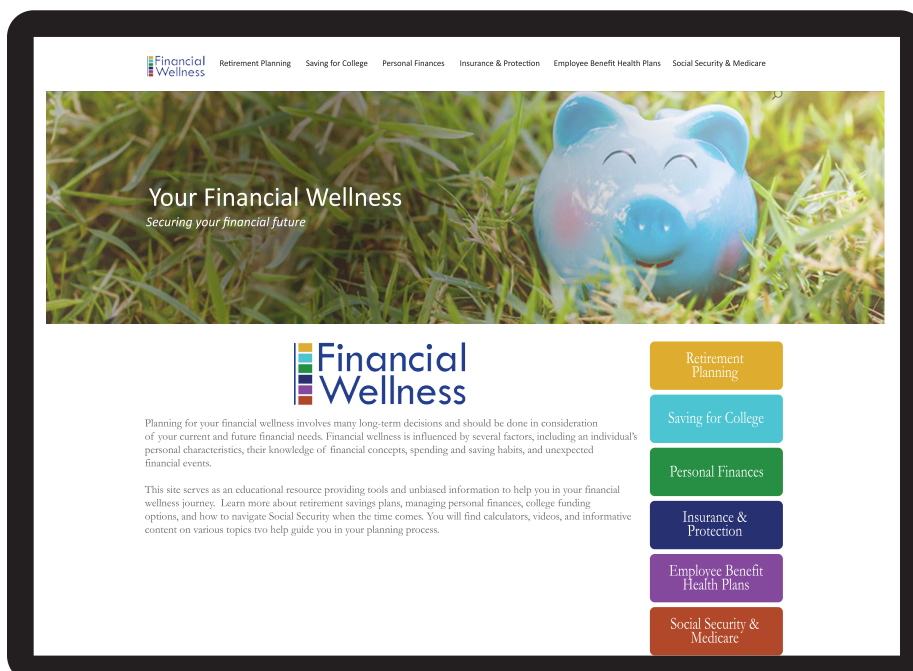 Financial
Wellness
Retirement Planning Saving for College Personal Finances Insurance & Protection Employee Benefit Health Plans Social Security & Medicare
Your Financial Wellness
Securing your financial future
Financial
Wellness
Planning for your financial wellness involves many long-term decisions and should be done in consideration
of your current and future financial needs. Financial wellness is influenced by several factors, including an individual's
personal characteristics, their knowledge of financial concepts, spending and saving habits, and unexpected
financial events.
This site serves as an educational resource providing tools and unbiased information to help you in your financial
wellness journey. Learn more about retirement savings plans, managing personal finances, college funding
options, and how to navigate Social Security when the time comes. You will find calculators, videos, and informative
content on various topics tvo help guide you in your planning process.
Retirement
Planning
Saving for College
Personal Finances
Insurance &
Protection
Employee Benefit
Health Plans
Social Security &
Medicare